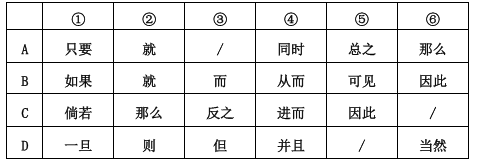 ① ② ③ ④ ⑤ ⑥
A 只要 就 / 同时 总之 那么
B 如果 就 而 从而 可见 因此
C 倘若 那么 反之 进而 因此 /
D 一旦 则 但 并且 / 当然